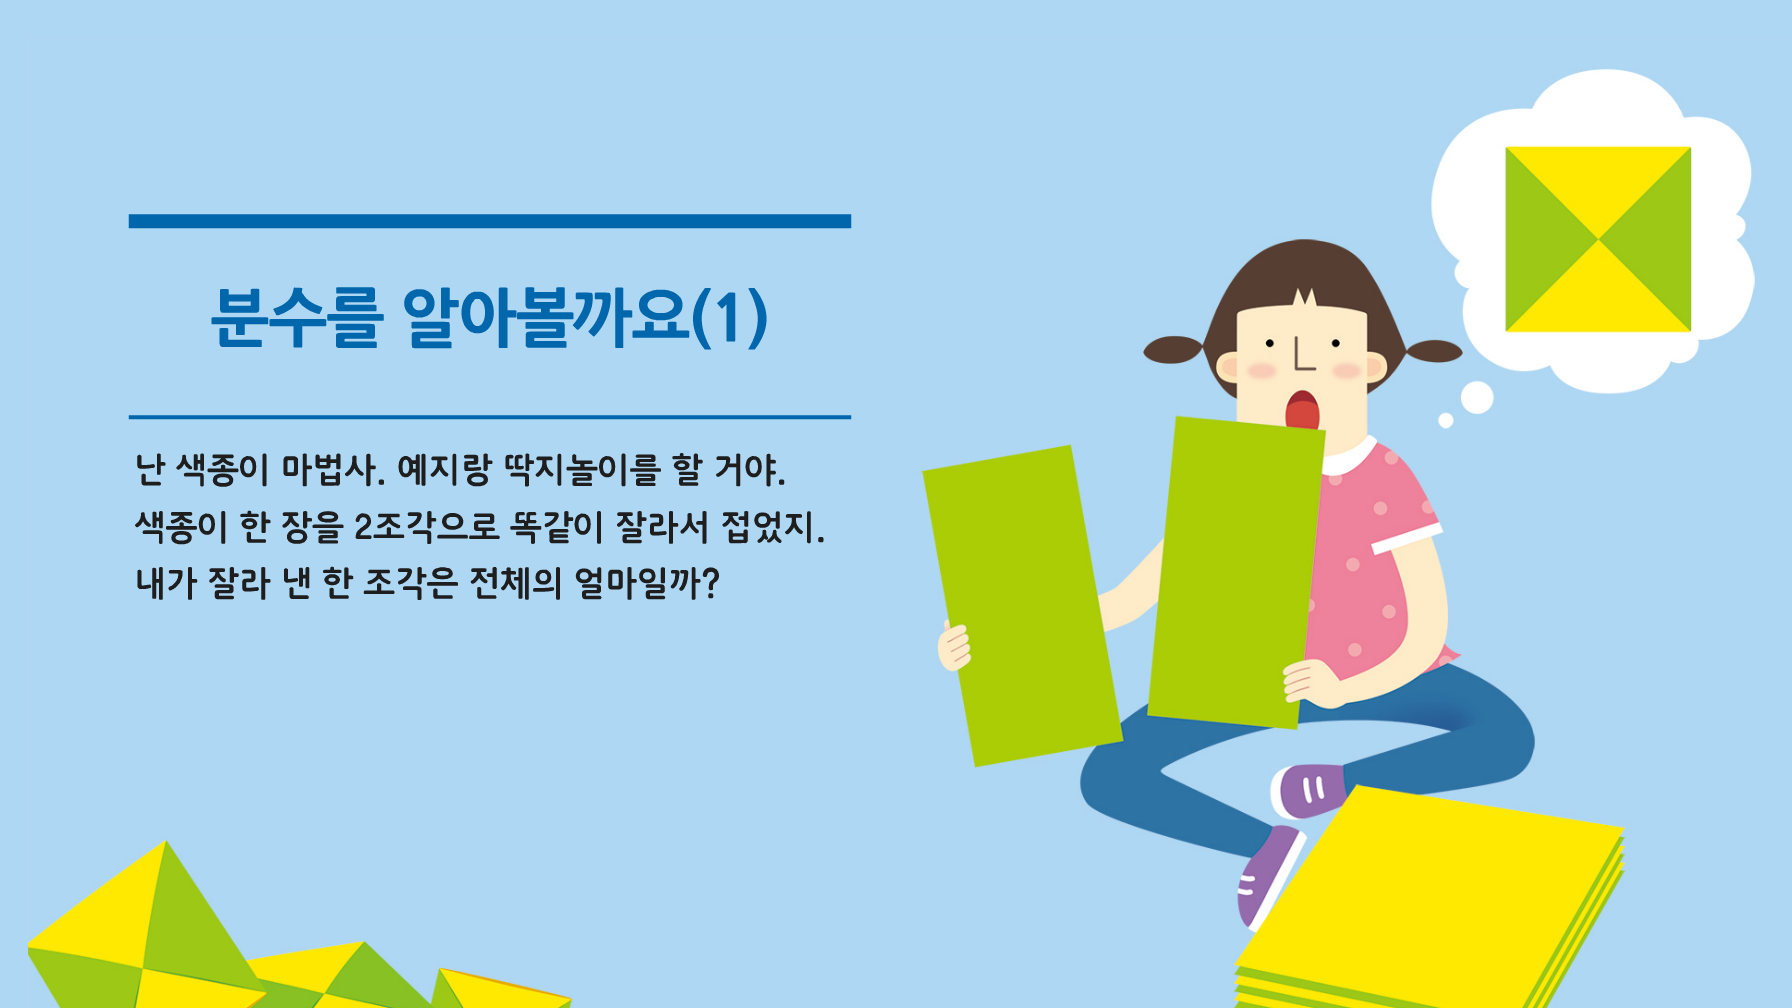 분수를 알아볼까요(1)
난 색종이 마법사. 예지랑 딱지놀이를 할 거야.
색종이 한 장을 2조각으로 똑같이 잘라서 접었지.
내가 잘라 낸 한 조각은 전체의 얼마일까?